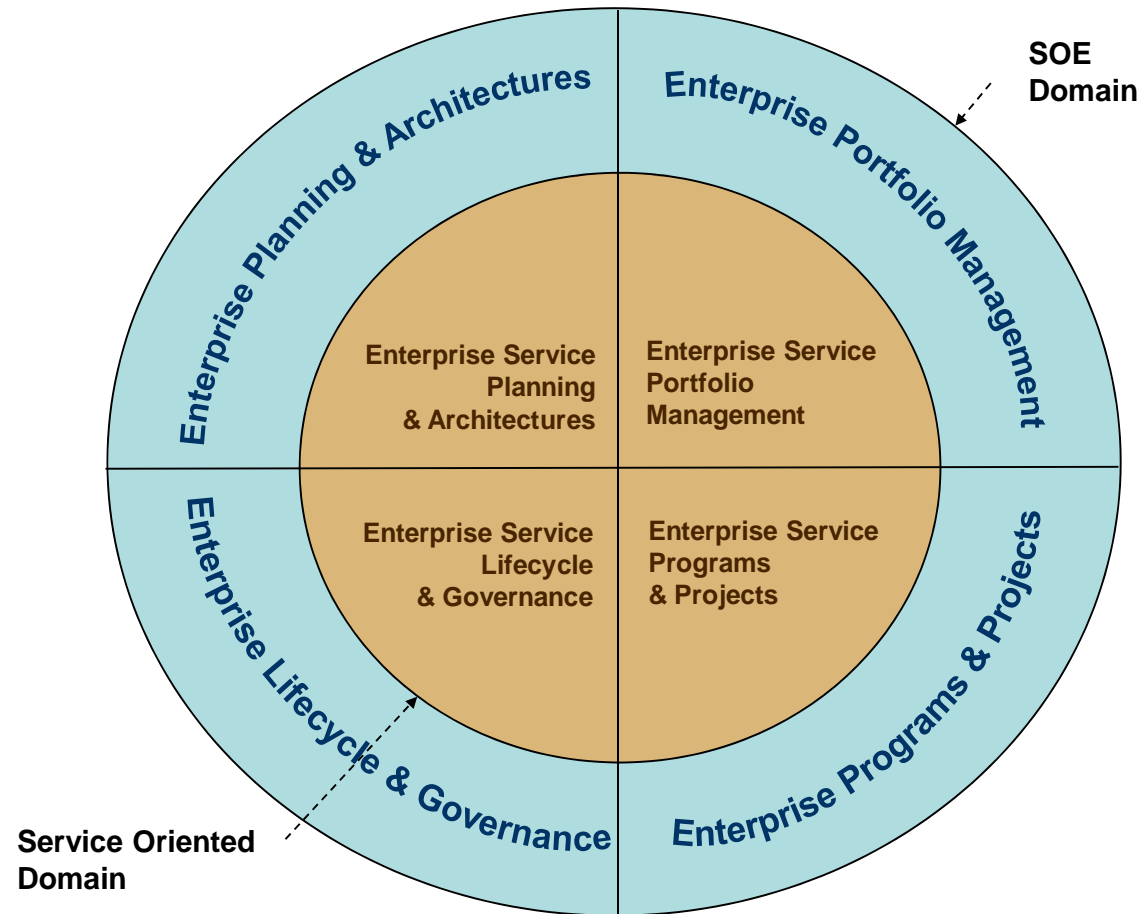 SOE
Domain
Enterprise Planning & Architectures
Enterprise Portfolio Management
Enterprise Service
Planning
& Architectures
Enterprise Service
Portfolio
Management
Enterprise Service
Lifecycle
& Governance
Enterprise Service
Programs
& Projects
Enterprise Lifecycle & Governance
Enterprise Programs & Projects
Service Oriented
Domain